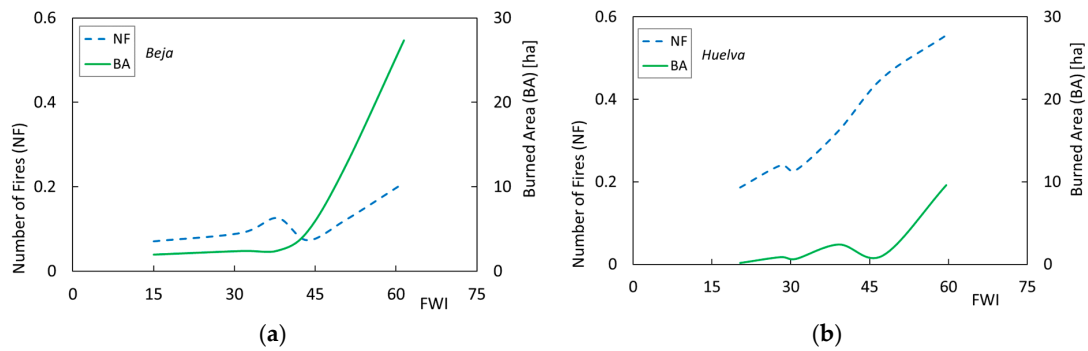 0.6
0.4
0.2
0
Number of Fires (NF)
NF
BA
Beja
30
20
10
0
Burned Area (BA) [ha]
0 15 30 45 60 75
FWI
(a)
0.6
0.4
0.2
0
Number of Fires (NF)
NF
BA
Huelva
30
20
10
0
Burned Area (BA) [ha]
0 15 30 45 60 75
FWI
(b)